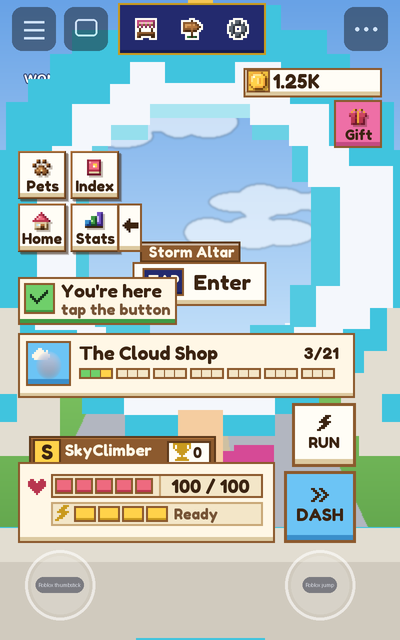 1.25K
Gift
Pets
Index
Home
Stats
Storm Altar
Enter
You're here
tap the button
The Cloud Shop
3/21
RUN
S
SkyClimber
0
100 / 100
Ready
DASH
Roblox thumbstick
Roblox jump